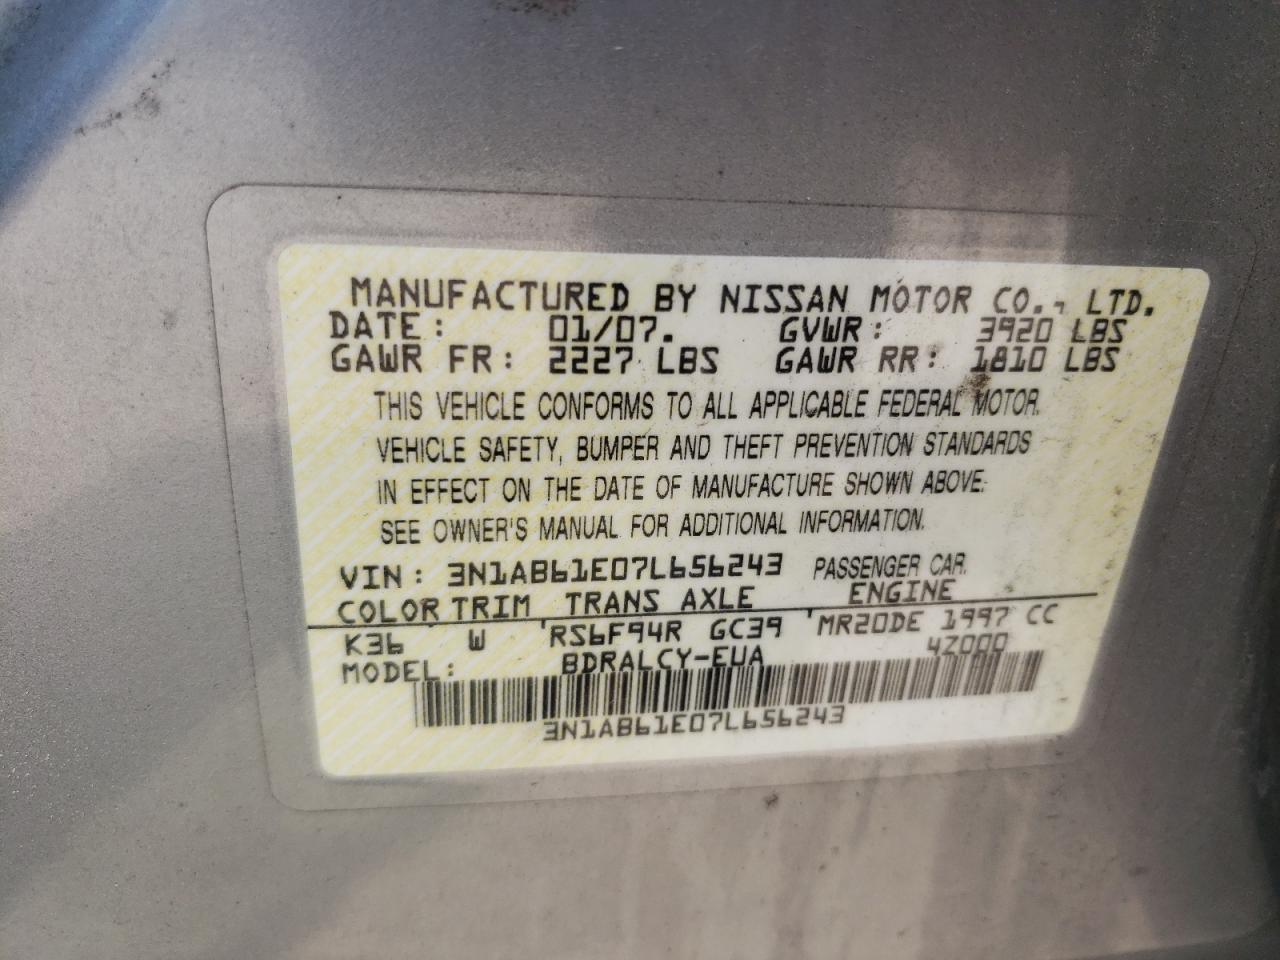 MANUFACTURED BY NISSAN MOTOR CO., LTD.
DATE: 01/07. GVWR: 3920 LBS
GAWR FR: 2227 LBS GAWR RR: 1810 LBS
THIS VEHICLE CONFORMS TO ALL APPLICABLE FEDERAL MOTOR
VEHICLE SAFETY, BUMPER AND THEFT PREVENTION STANDARDS
IN EFFECT ON THE DATE OF MANUFACTURE SHOWN ABOVE.
SEE OWNER'S MANUAL FOR ADDITIONAL INFORMATION.
VIN: 3N1AB61E07L656243 PASSENGER CAR.
COLOR TRIM TRANS AXLE ENGINE
K36 W RS6F94R GC39 MR20DE 1997 CC
MODEL: BDRALCY-EUA 4Z000
3N1AB61E07L656243